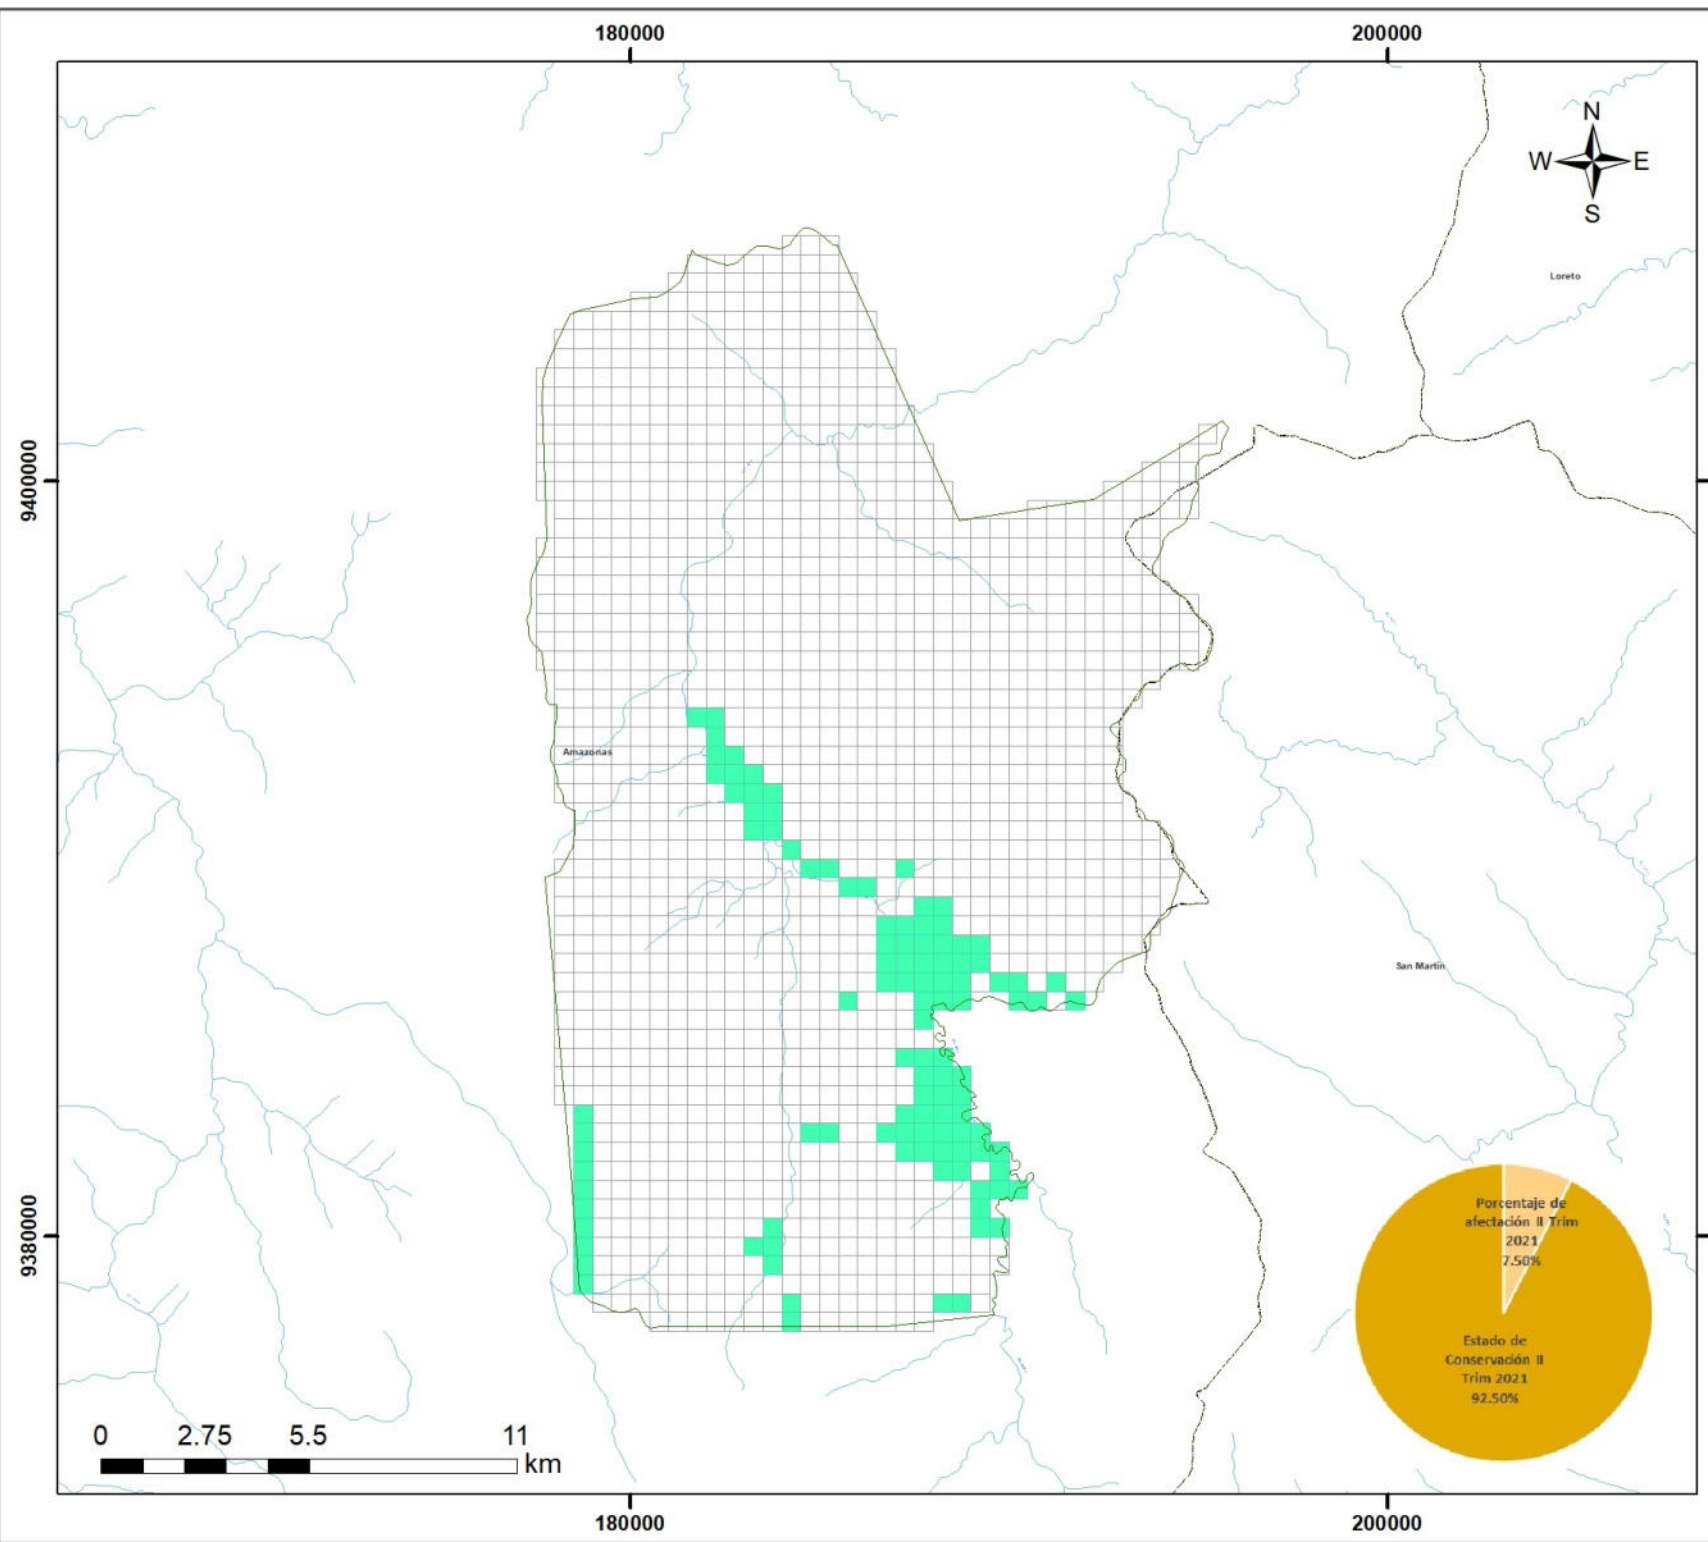 180000
200000
N
W
E
S
Loreto
9400000
Amazonas
San Martín
Porcentaje de
afectación II Trim
2021
7.50%
9380000
Estado de
Conservación II
Trim 2021
92.50%
0
2.75
5.5
11
km
180000
200000